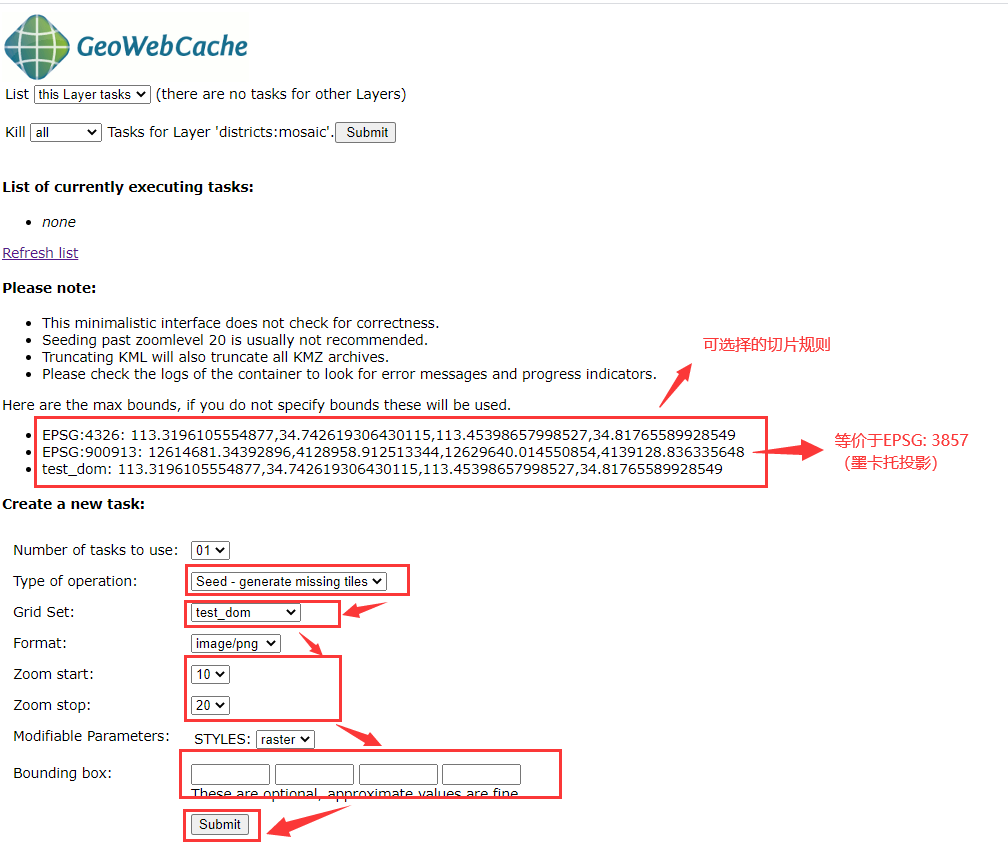 GeoWebCache
List this Layer tasks (there are no tasks for other Layers)
Kill all Tasks for Layer 'districts:mosaic'. Submit
List of currently executing tasks:
none
Refresh list
Please note:
This minimalistic interface does not check for correctness.
Seeding past zoomlevel 20 is usually not recommended.
Truncating KML will also truncate all KMZ archives.
Please check the logs of the container to look for error messages and progress indicators.
可选择的切片规则
Here are the max bounds, if you do not specify bounds these will be used.
EPSG:4326: 113.3196105554877,34.742619306430115,113.45398657998527,34.81765589928549
EPSG:900913: 12614681.34392896,4128958.912513344,12629640.014550854,4139128.836335648
test_dom: 113.3196105554877,34.742619306430115,113.45398657998527,34.81765589928549
等价于EPSG: 3857
（墨卡托投影）
Create a new task:
Number of tasks to use: 01
Type of operation: Seed - generate missing tiles
Grid Set: test_dom
Format: image/png
Zoom start: 10
Zoom stop: 20
Modifiable Parameters: STYLES: raster
Bounding box:
These are optional, approximate values are fine
Submit